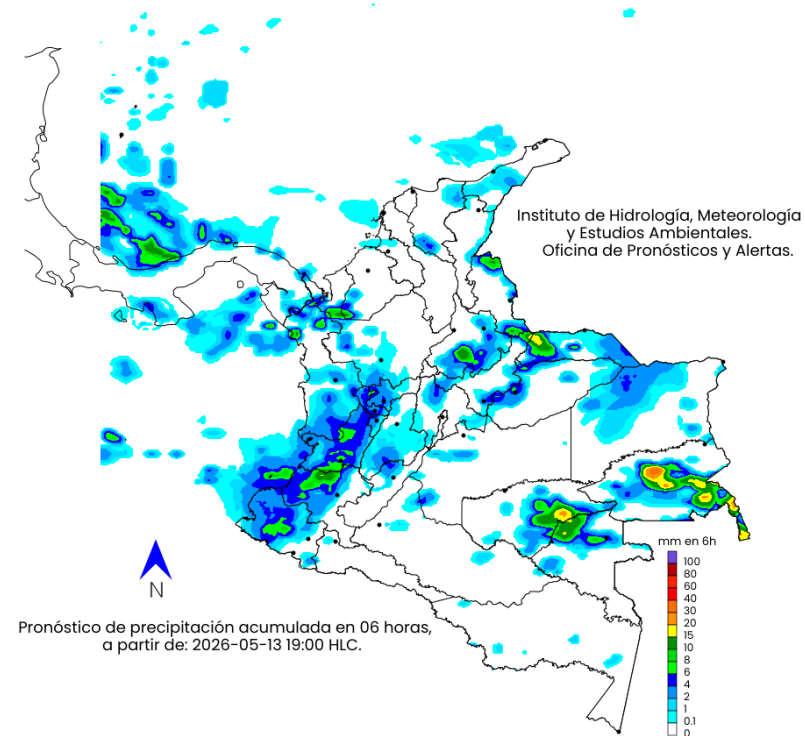 Instituto de Hidrología, Meteorología
y Estudios Ambientales.
Oficina de Pronósticos y Alertas.
N
Pronóstico de precipitación acumulada en 06 horas,
a partir de: 2026-05-13 19:00 HLC.
mm en 6h
100
80
60
40
30
20
15
10
8
6
4
2
1
0.1
0